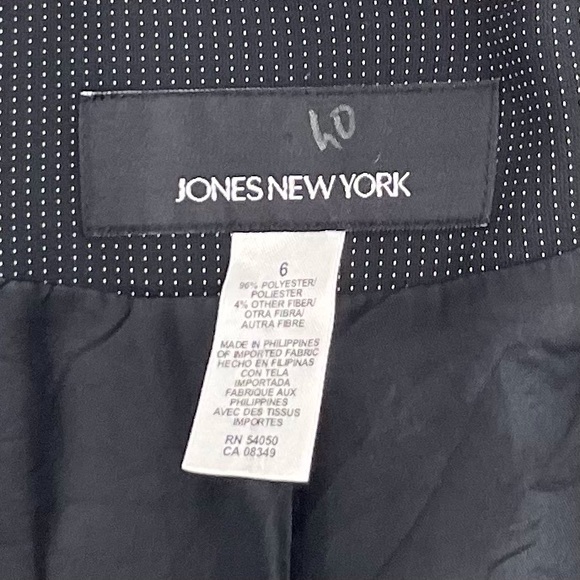 40
JONES NEW YORK
6
96% POLYESTER/
POLIESTER
4% OTHER FIBER/
OTRA FIBRA/
AUTRA FIBRE
MADE IN PHILIPPINES
OF IMPORTED FABRIC
HECHO EN FILIPINAS
CON TELA
IMPORTADA
FABRIQUE AUX
PHILIPPINES
AVEC DES TISSUS
IMPORTES
RN 54050
CA 08349